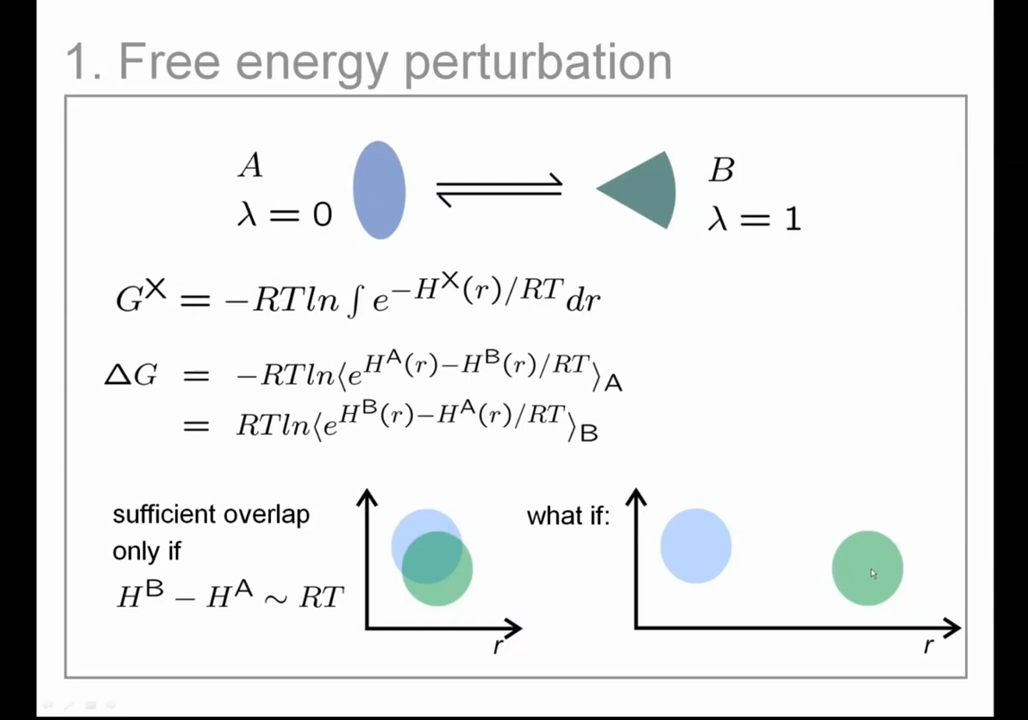 1. Free energy perturbation
A
λ = 0
B
λ = 1
G^X = −RTln ∫ e^{−H^X(r)/RT} dr
ΔG = −RTln⟨e^{H^A(r)−H^B(r)/RT}⟩_A
= RTln⟨e^{H^B(r)−H^A(r)/RT}⟩_B
sufficient overlap
only if
H^B − H^A ∼ RT
r
what if:
r